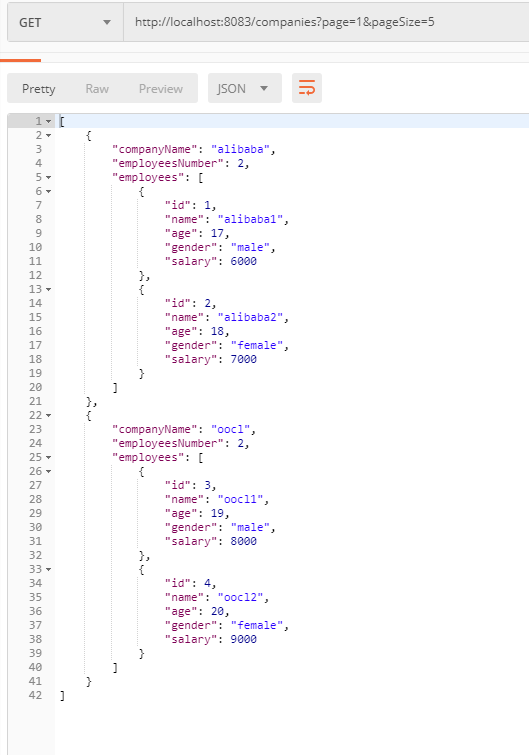 GET http://localhost:8083/companies?page=1&pageSize=5
Pretty Raw Preview JSON
1 [
2 {
3 "companyName": "alibaba",
4 "employeesNumber": 2,
5 "employees": [
6 {
7 "id": 1,
8 "name": "alibaba1",
9 "age": 17,
10 "gender": "male",
11 "salary": 6000
12 },
13 {
14 "id": 2,
15 "name": "alibaba2",
16 "age": 18,
17 "gender": "female",
18 "salary": 7000
19 }
20 ]
21 },
22 {
23 "companyName": "oocl",
24 "employeesNumber": 2,
25 "employees": [
26 {
27 "id": 3,
28 "name": "oocl1",
29 "age": 19,
30 "gender": "male",
31 "salary": 8000
32 },
33 {
34 "id": 4,
35 "name": "oocl2",
36 "age": 20,
37 "gender": "female",
38 "salary": 9000
39 }
40 ]
41 }
42 ]